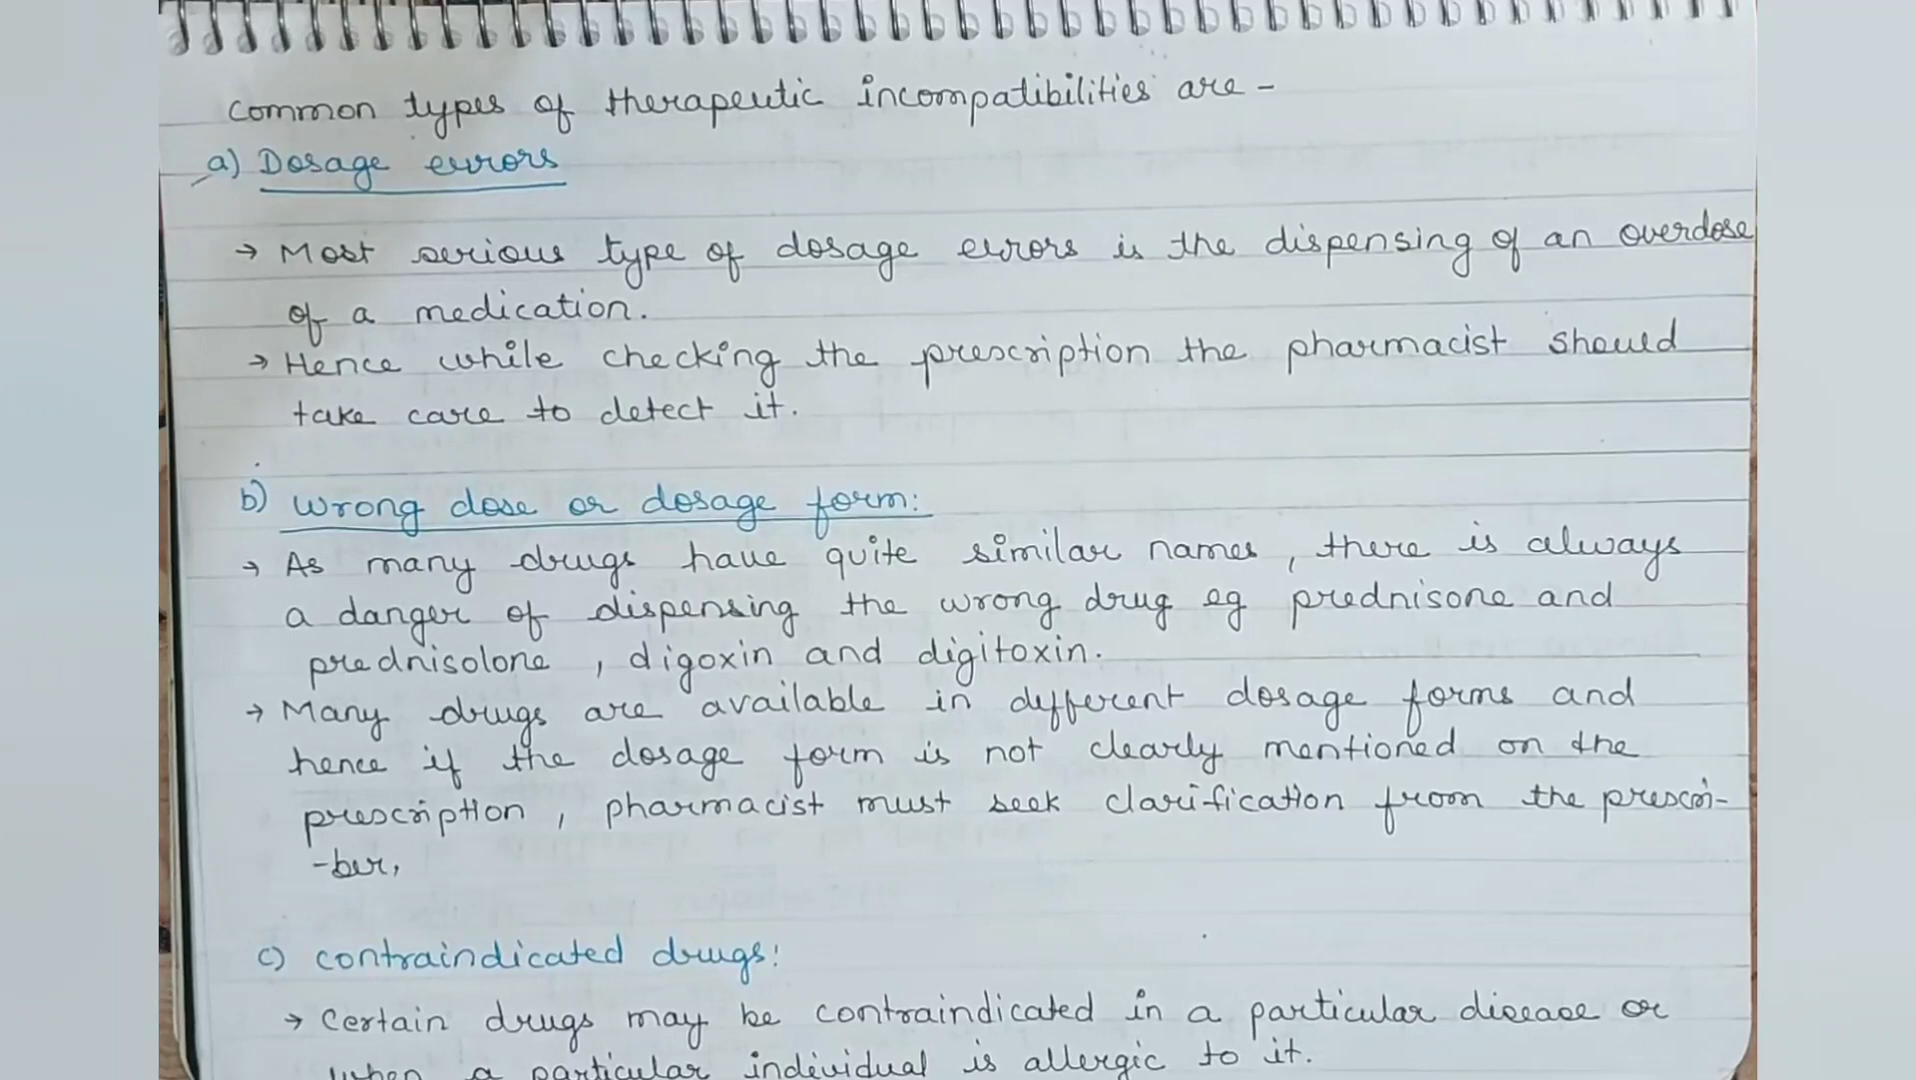 common types of therapeutic incompatibilities are -
a) Dosage errors
→ Most serious type of dosage errors is the dispensing of an overdose
of a medication.
→ Hence while checking the prescription the pharmacist should
take care to detect it.
b) wrong dose or dosage form:
→ As many drugs have quite similar names, there is always
a danger of dispensing the wrong drug eg prednisone and
prednisolone, digoxin and digitoxin.
→ Many drugs are available in different dosage forms and
hence if the dosage form is not clearly mentioned on the
prescription, pharmacist must seek clarification from the prescri-
-ber,
c) contraindicated drugs:
→ Certain drugs may be contraindicated in a particular disease or
when a particular individual is allergic to it.